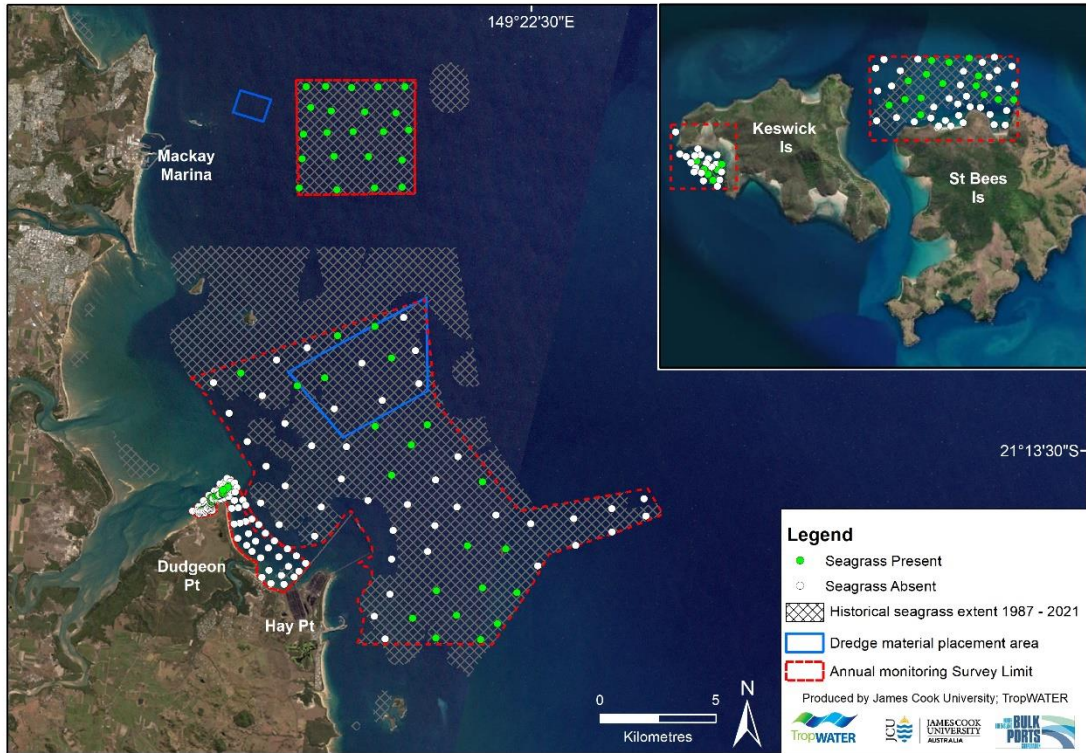 149°22'30"E
Mackay
Marina
Keswick
Is
St Bees
Is
21°13'30"S
Dudgeon
Pt
Hay Pt
0
5
Kilometres
N
Legend
Seagrass Present
Seagrass Absent
Historical seagrass extent 1987 - 2021
Dredge material placement area
Annual monitoring Survey Limit
Produced by James Cook University; TropWATER
TropWATER
JCU
JAMES COOK
UNIVERSITY
AUSTRALIA
BULK
PORTS